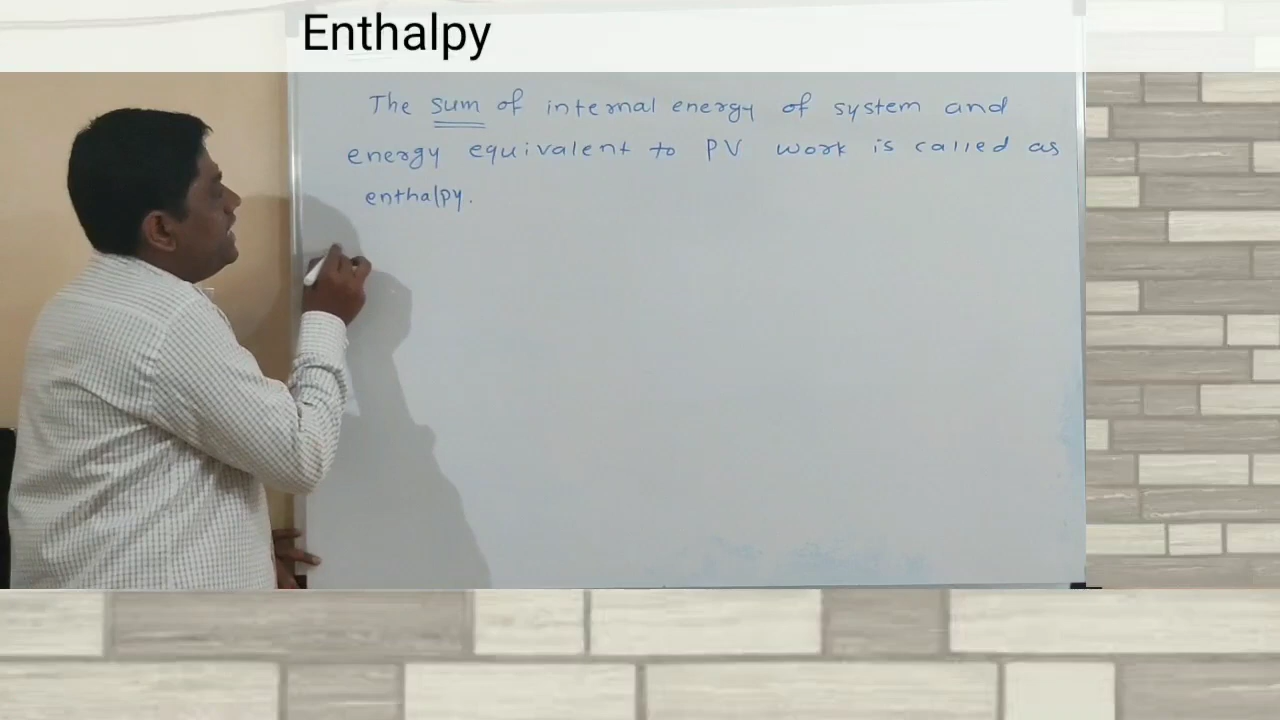 Enthalpy
The sum of internal energy of system and
energy equivalent to PV work is called as
enthalpy.